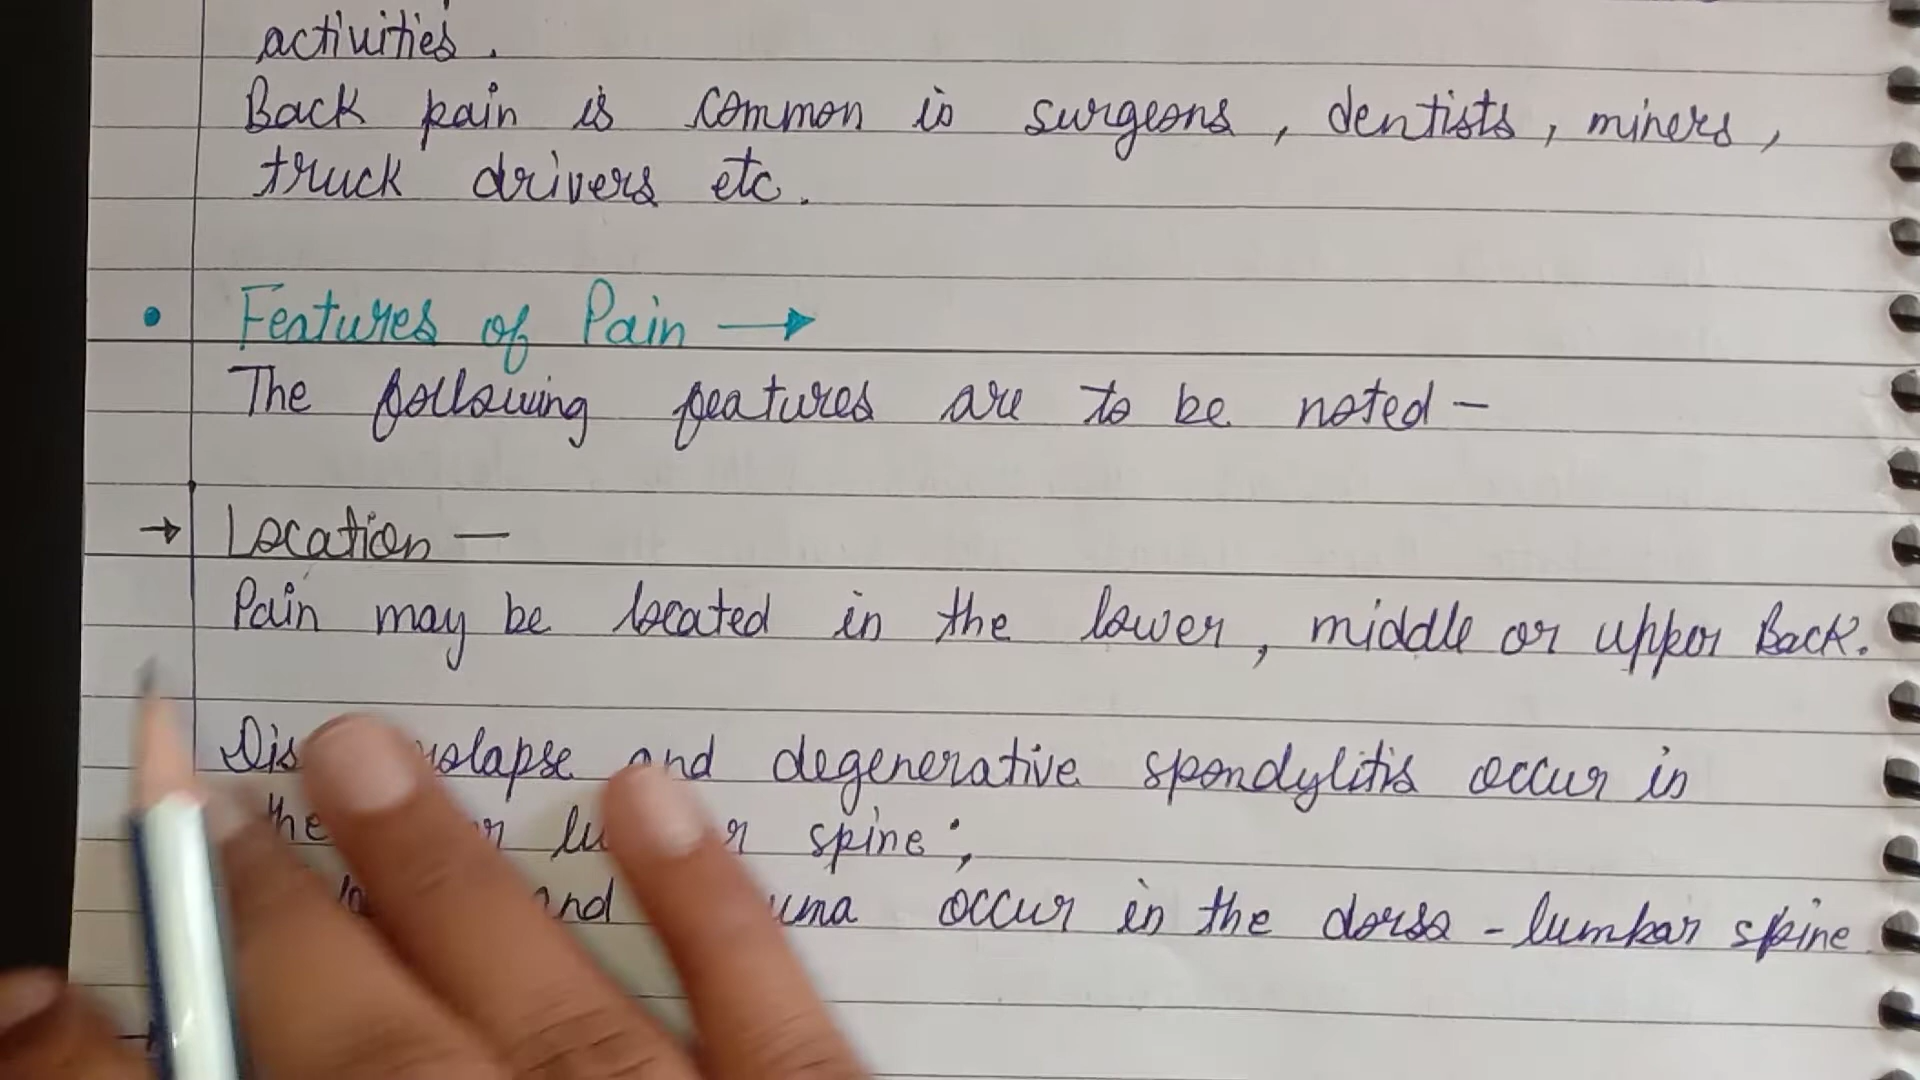 activities.
Back pain is common in surgeons, dentists, miners,
truck drivers etc.
• Features of Pain →
The following features are to be noted -
→ Location -
Pain may be located in the lower, middle or upper Back.
and degenerative spondylitis occur in
spine;
and occur in the dorso - lumbar spine